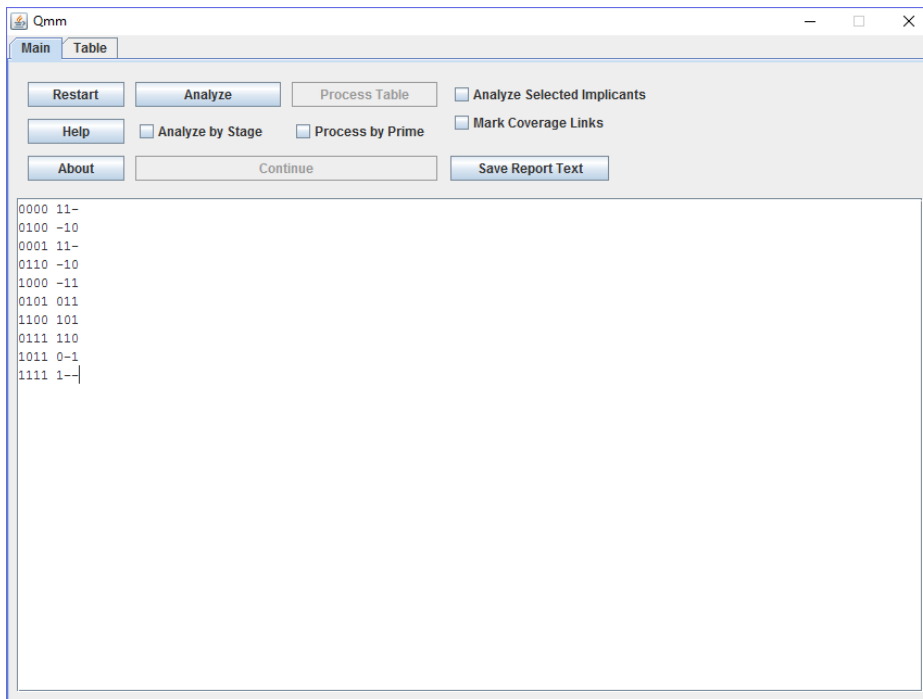 Qmm
Main Table
Restart Analyze Process Table Analyze Selected Implicants
Help Analyze by Stage Process by Prime Mark Coverage Links
About Continue Save Report Text
0000 11-
0100 -10
0001 11-
0110 -10
1000 -11
0101 011
1100 101
0111 110
1011 0-1
1111 1--